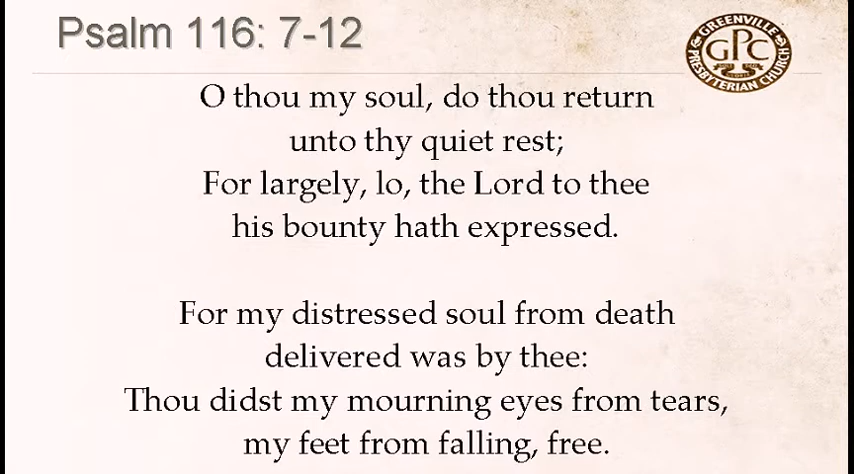 Psalm 116: 7-12
GREENVILLE
GPC
PRESBYTERIAN CHURCH
O thou my soul, do thou return
unto thy quiet rest;
For largely, lo, the Lord to thee
his bounty hath expressed.
For my distressed soul from death
delivered was by thee:
Thou didst my mourning eyes from tears,
my feet from falling, free.